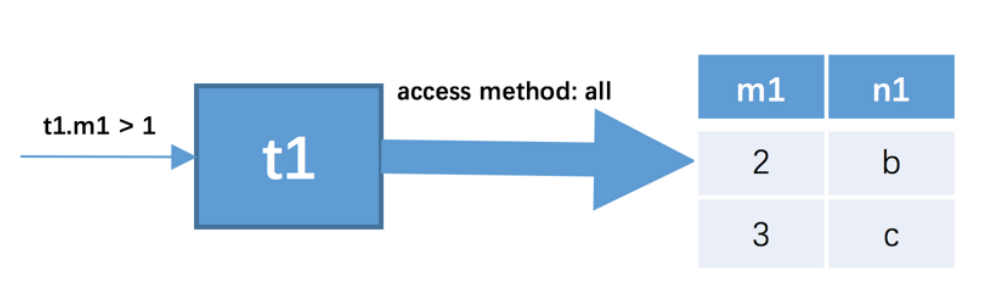 t1.m1 > 1
t1
access method: all
m1 n1
2 b
3 c